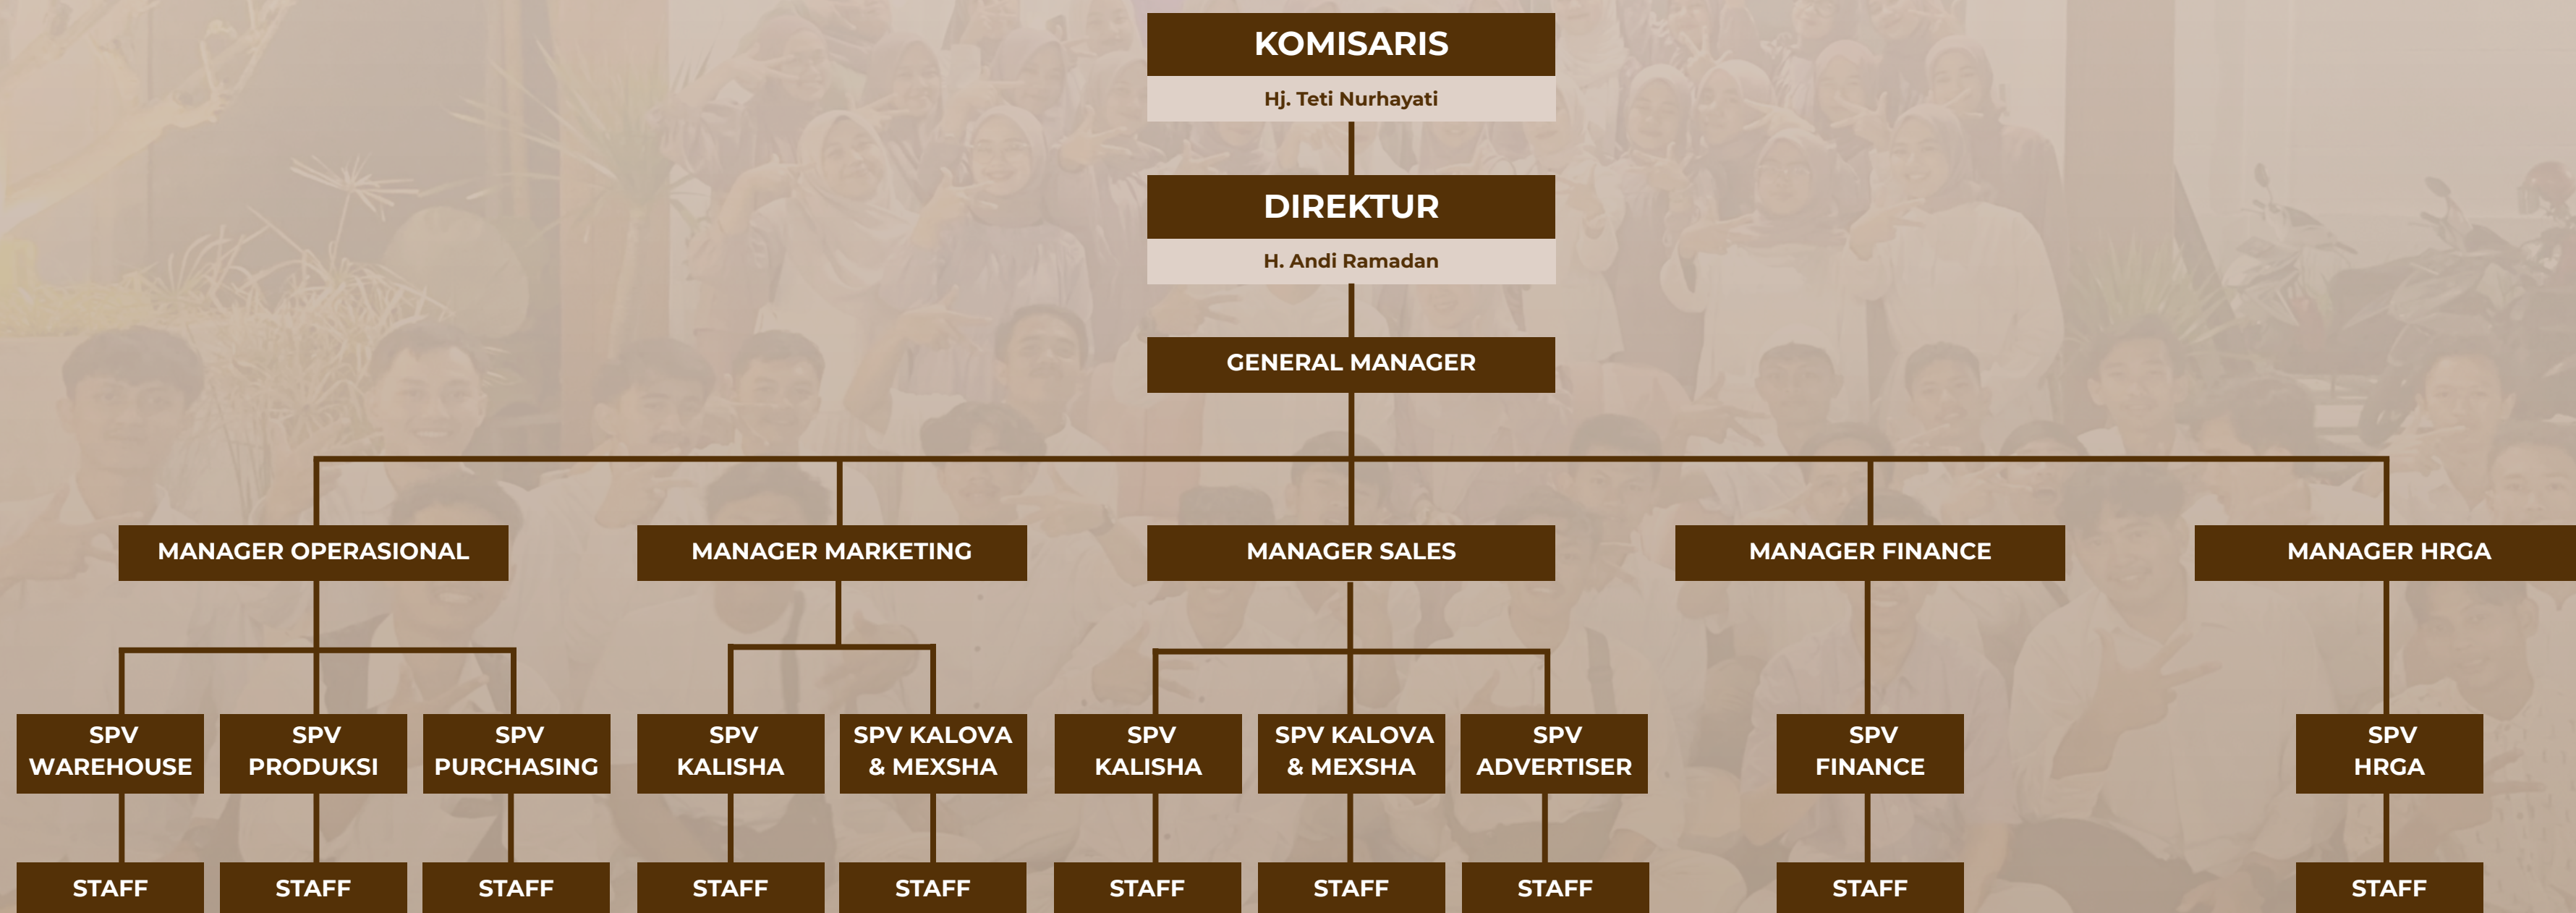 KOMISARIS
Hj. Teti Nurhayati
DIREKTUR
H. Andi Ramadan
GENERAL MANAGER
MANAGER OPERASIONAL
MANAGER MARKETING
MANAGER SALES
MANAGER FINANCE
MANAGER HRGA
SPV
WAREHOUSE
SPV
PRODUKSI
SPV
PURCHASING
SPV
KALISHA
SPV KALOVA
& MEXSHA
SPV
KALISHA
SPV KALOVA
& MEXSHA
SPV
ADVERTISER
SPV
FINANCE
SPV
HRGA
STAFF
STAFF
STAFF
STAFF
STAFF
STAFF
STAFF
STAFF
STAFF
STAFF